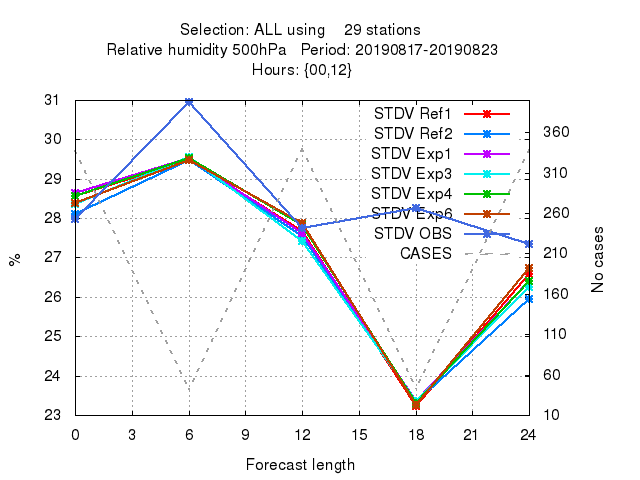 Selection: ALL using    29 stations
Relative humidity 500hPa   Period: 20190817-20190823
Hours: {00,12}
31
30
29
28
27
26
25
24
23
%
360
310
260
210
160
110
60
10
No cases
STDV Ref1
STDV Ref2
STDV Exp1
STDV Exp3
STDV Exp4
STDV Exp6
STDV OBS
CASES
0 3 6 9 12 15 18 21 24
Forecast length